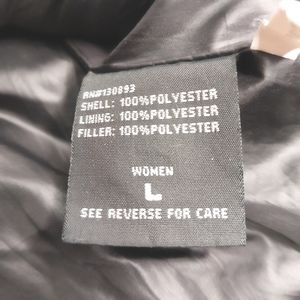 RN#130893
SHELL: 100%POLYESTER
LINING: 100%POLYESTER
FILLER: 100%POLYESTER
WOMEN
L
SEE REVERSE FOR CARE